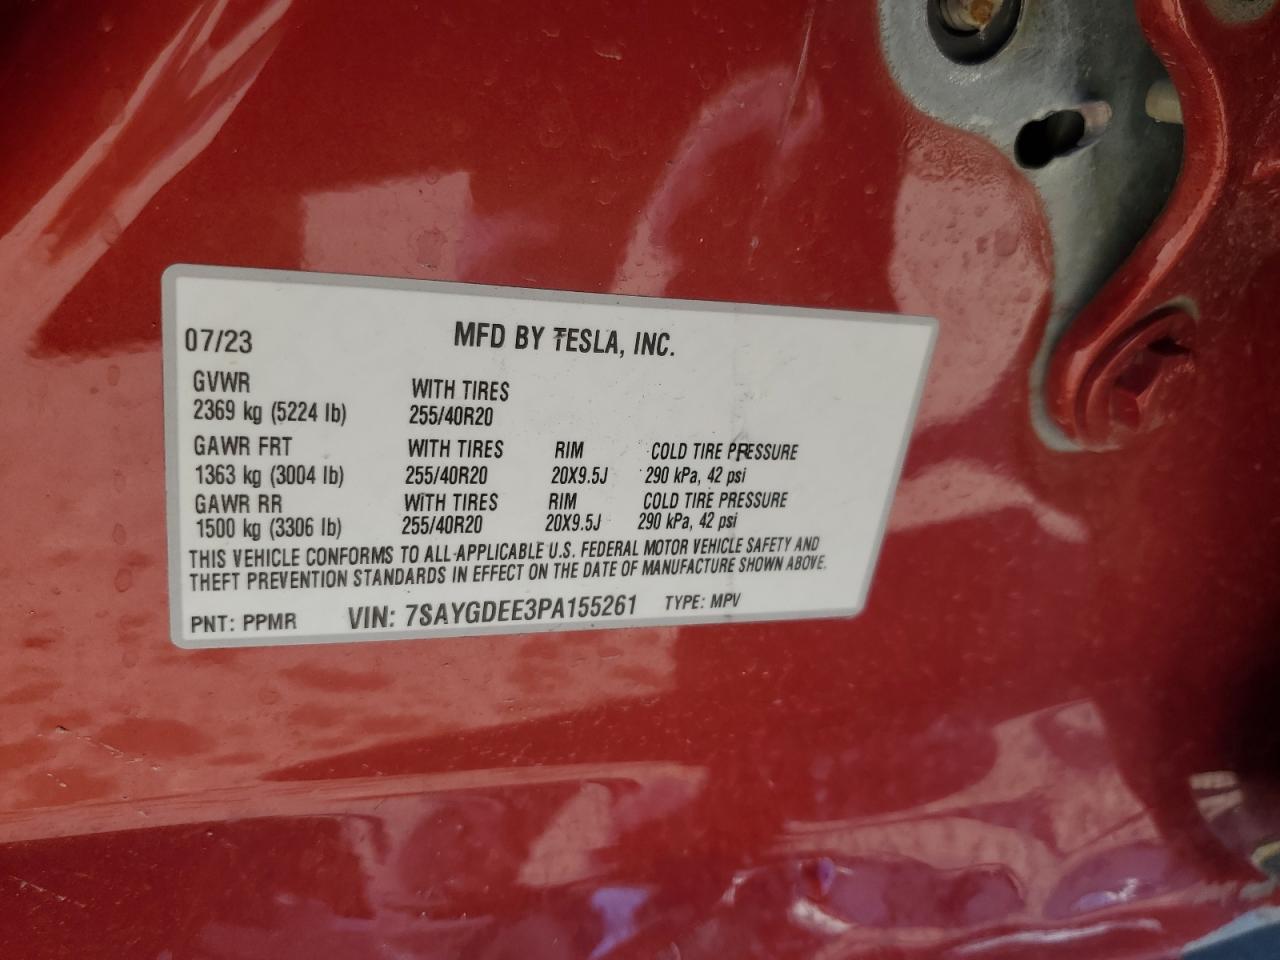 07/23 MFD BY TESLA, INC.
GVWR WITH TIRES
2369 kg (5224 lb) 255/40R20
GAWR FRT WITH TIRES RIM COLD TIRE PRESSURE
1363 kg (3004 lb) 255/40R20 20X9.5J 290 kPa, 42 psi
GAWR RR WITH TIRES RIM COLD TIRE PRESSURE
1500 kg (3306 lb) 255/40R20 20X9.5J 290 kPa, 42 psi
THIS VEHICLE CONFORMS TO ALL APPLICABLE U.S. FEDERAL MOTOR VEHICLE SAFETY AND
THEFT PREVENTION STANDARDS IN EFFECT ON THE DATE OF MANUFACTURE SHOWN ABOVE.
PNT: PPMR VIN: 7SAYGDEE3PA155261 TYPE: MPV